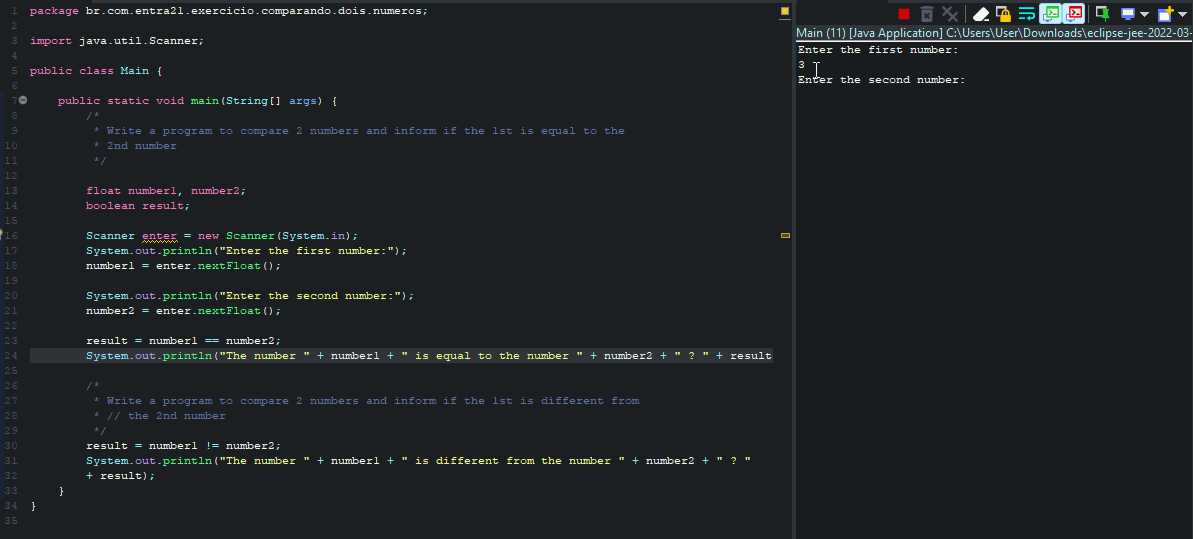 1 package br.com.entra21.exercicio.comparando.dois.numeros;
2
3 import java.util.Scanner;
4
5 public class Main {
6
7 public static void main(String[] args) {
8 /*
9 * Write a program to compare 2 numbers and inform if the 1st is equal to the
10 * 2nd number
11 */
12
13 float number1, number2;
14 boolean result;
15
16 Scanner enter = new Scanner(System.in);
17 System.out.println("Enter the first number:");
18 number1 = enter.nextFloat();
19
20 System.out.println("Enter the second number:");
21 number2 = enter.nextFloat();
22
23 result = number1 == number2;
24 System.out.println("The number " + number1 + " is equal to the number " + number2 + " ? " + result
25
26 /*
27 * Write a program to compare 2 numbers and inform if the 1st is different from
28 * // the 2nd number
29 */
30 result = number1 != number2;
31 System.out.println("The number " + number1 + " is different from the number " + number2 + " ? "
32 + result);
33 }
34 }
35
Main (11) [Java Application] C:\Users\User\Downloads\eclipse-jee-2022-03-
Enter the first number:
3
Enter the second number: